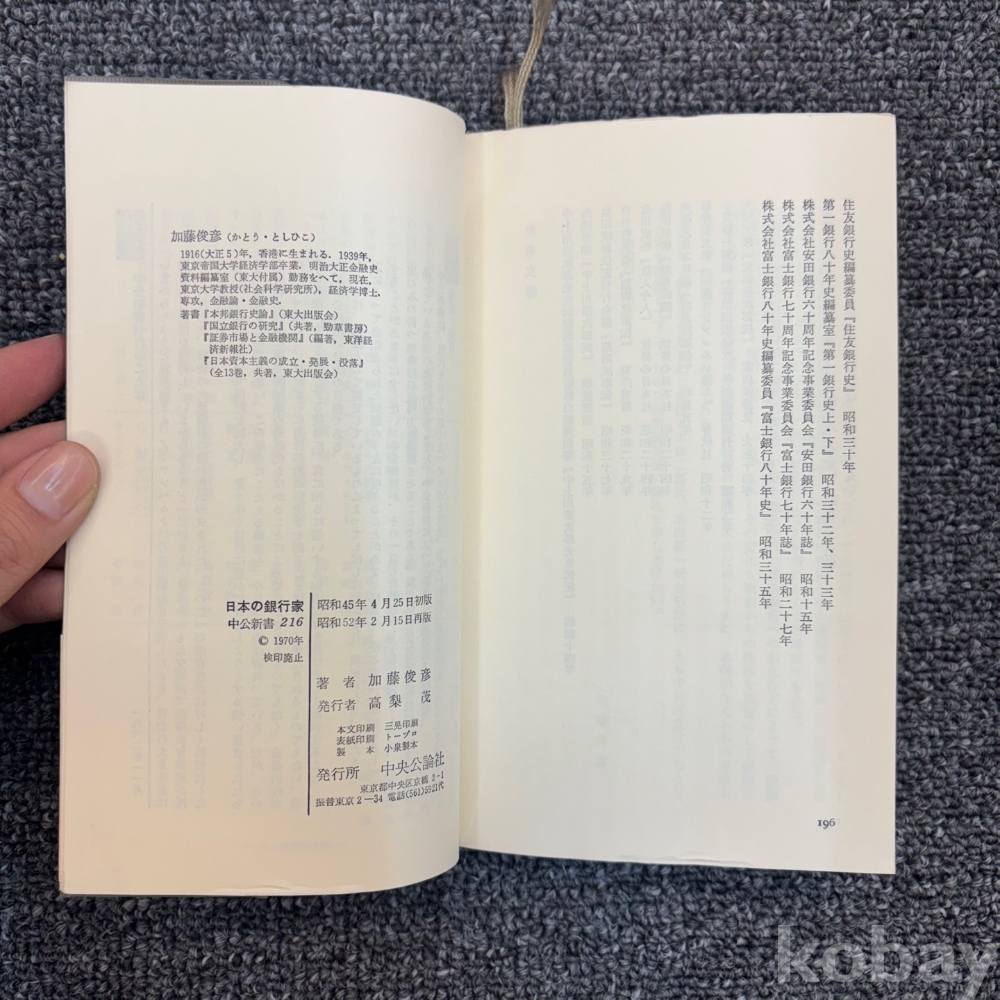 住友銀行史編纂委員『住友銀行史』 昭和三十年
第一銀行八十年史編纂室『第一銀行史上・下』 昭和三十二年、三十三年
株式会社安田銀行六十周年記念事業委員会『安田銀行六十年誌』 昭和十五年
株式会社富士銀行七十周年記念事業委員会『富士銀行七十年誌』 昭和二十七年
株式会社富士銀行八十年史編纂委員『富士銀行八十年史』 昭和三十五年
196
加藤俊彦（かとう・としひこ）
1916（大正5）年，香港に生まれる．1939年，
東京帝国大学経済学部卒業．明治大正金融史
資料編纂室（東大付属）勤務をへて，現在，
東京大学教授（社会科学研究所），経済学博士．
専攻，金融論・金融史．
著書『本邦銀行史論』（東大出版会）
『国立銀行の研究』（共著，勁草書房）
『証券市場と金融機関』（編著，東洋経
済新報社）
『日本資本主義の成立・発展・没落』
（全13巻，共著，東大出版会）
日本の銀行家
中公新書 216
© 1970年
検印廃止
昭和45年4月25日初版
昭和52年2月15日再版
著者 加藤俊彦
発行者 高梨茂
本文印刷 三晃印刷
表紙印刷 トープロ
製本 小泉製本
発行所 中央公論社
東京都中央区京橋2-1
振替東京2—34 電話(561)5921代
kobay